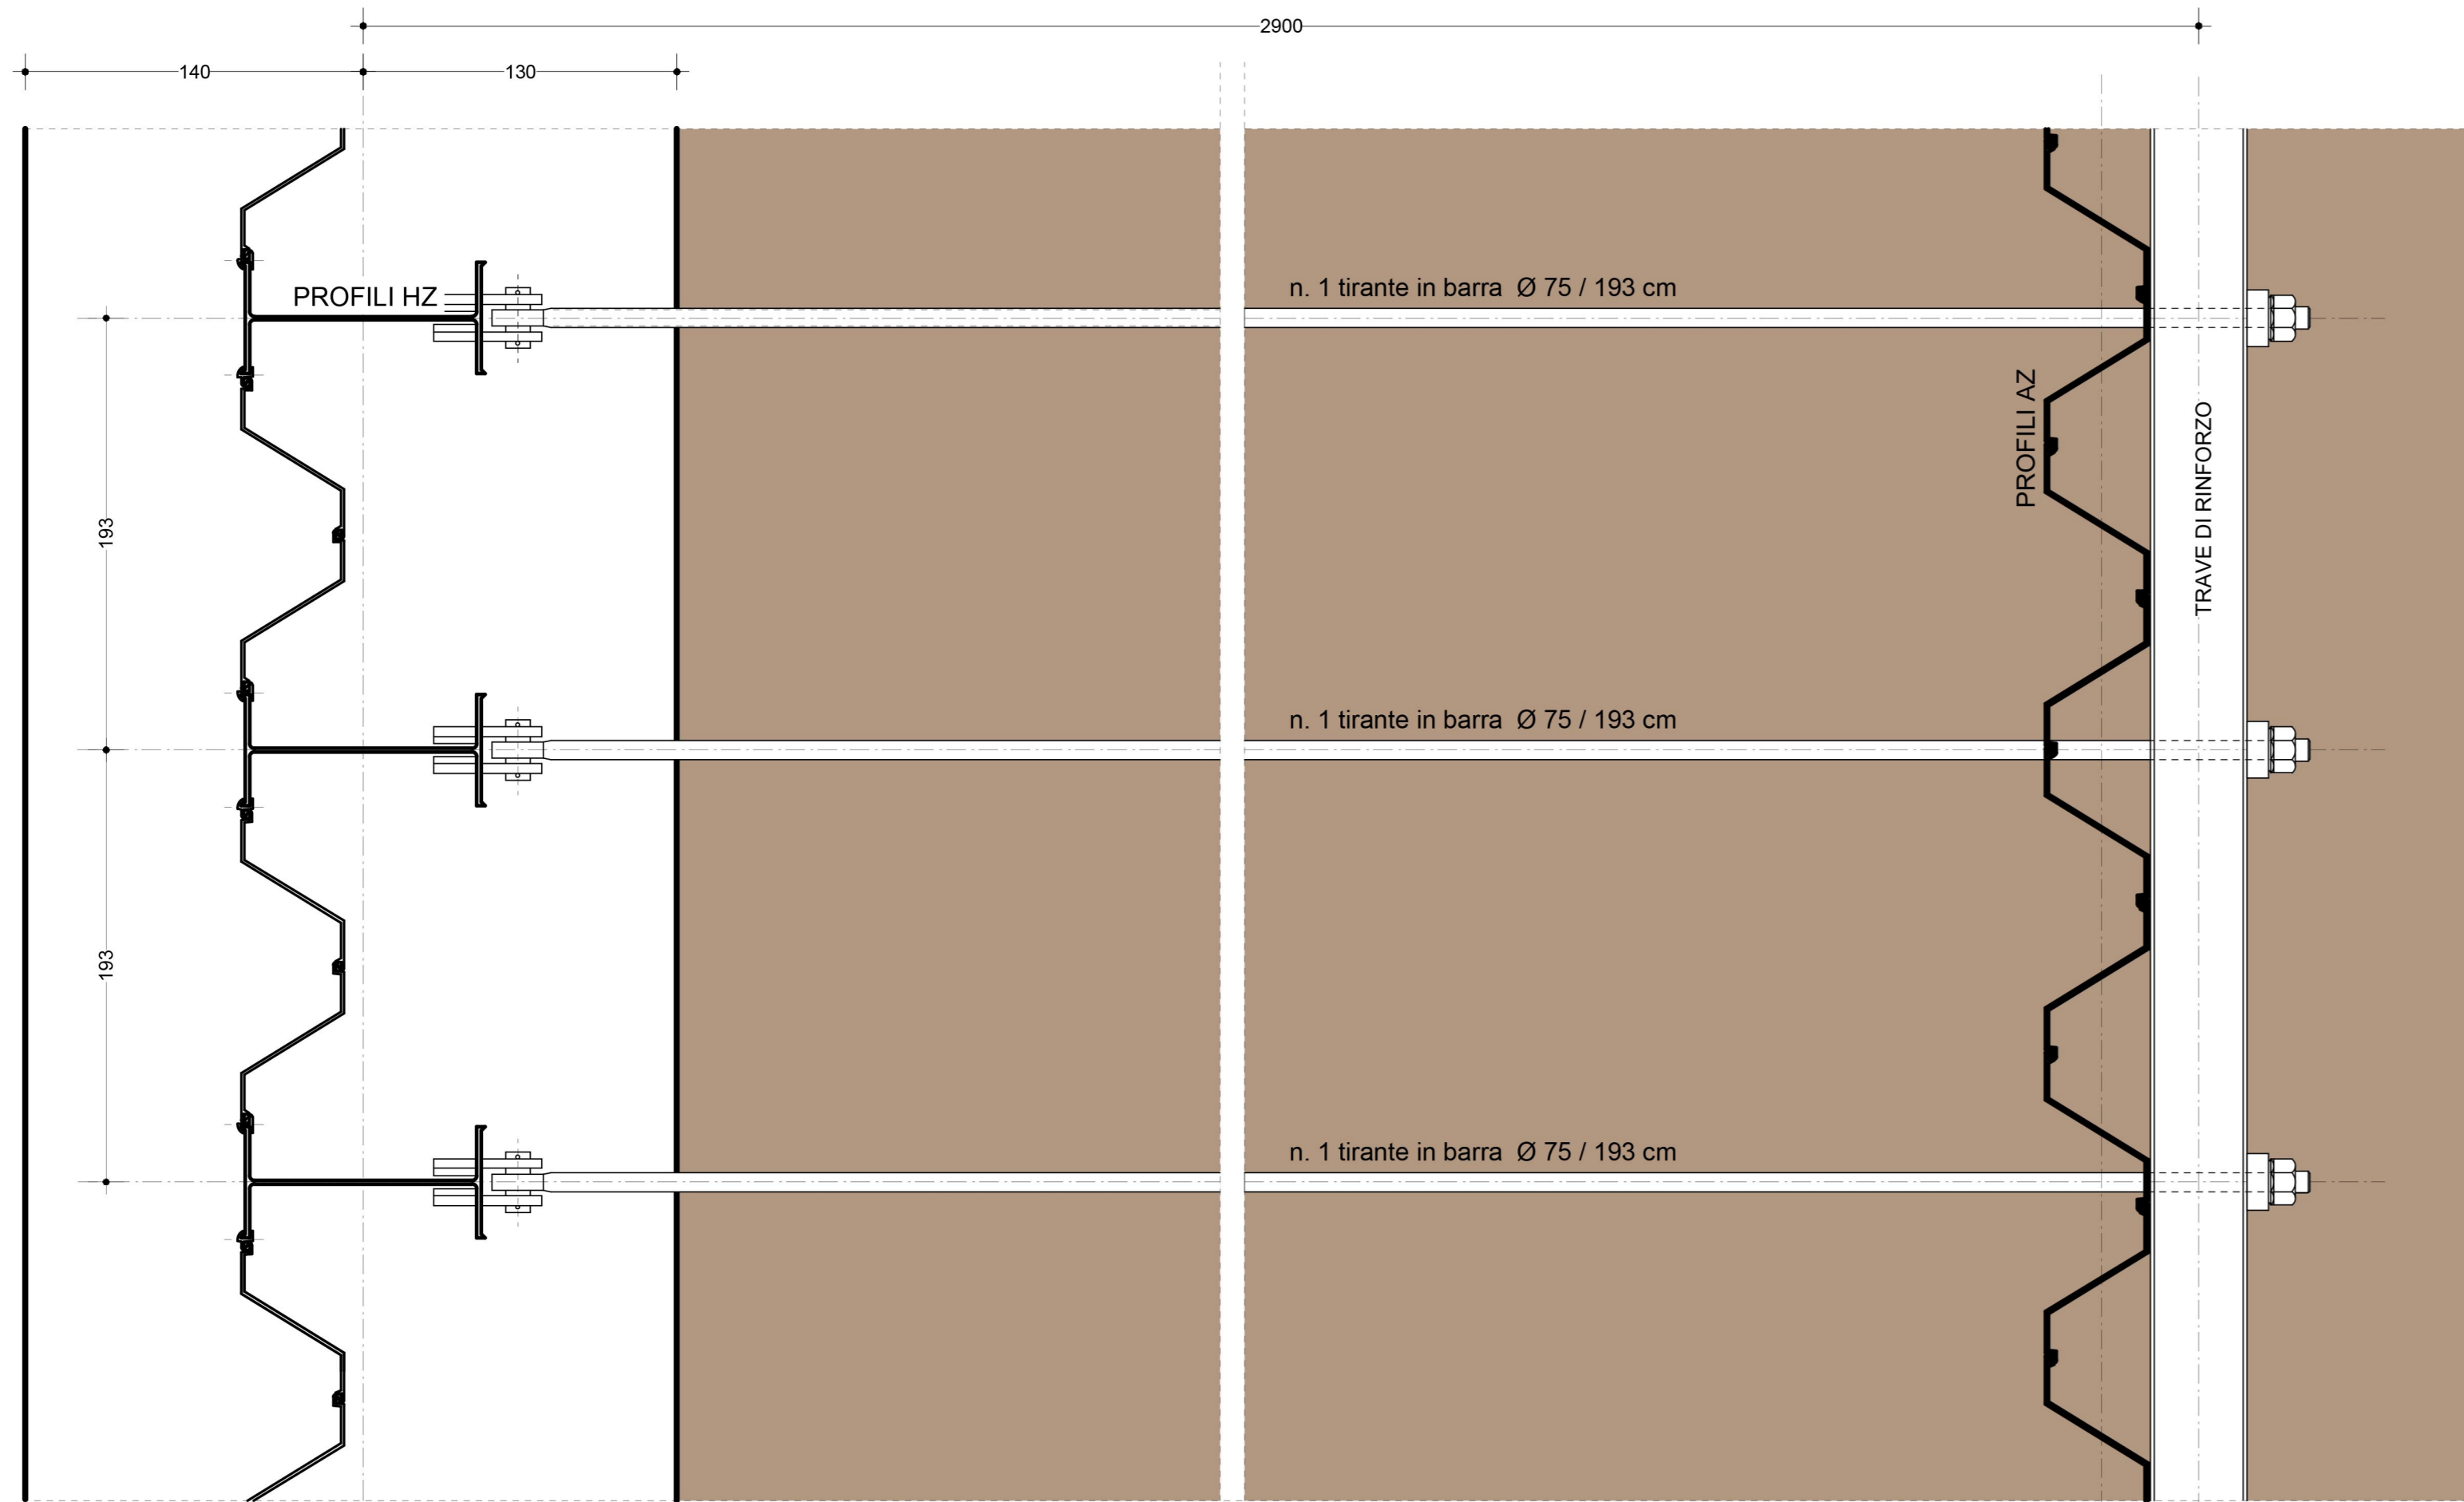 2900
140
130
PROFILI HZ
n. 1 tirante in barra  Ø 75 / 193 cm
PROFILI AZ
TRAVE DI RINFORZO
193
n. 1 tirante in barra  Ø 75 / 193 cm
193
n. 1 tirante in barra  Ø 75 / 193 cm